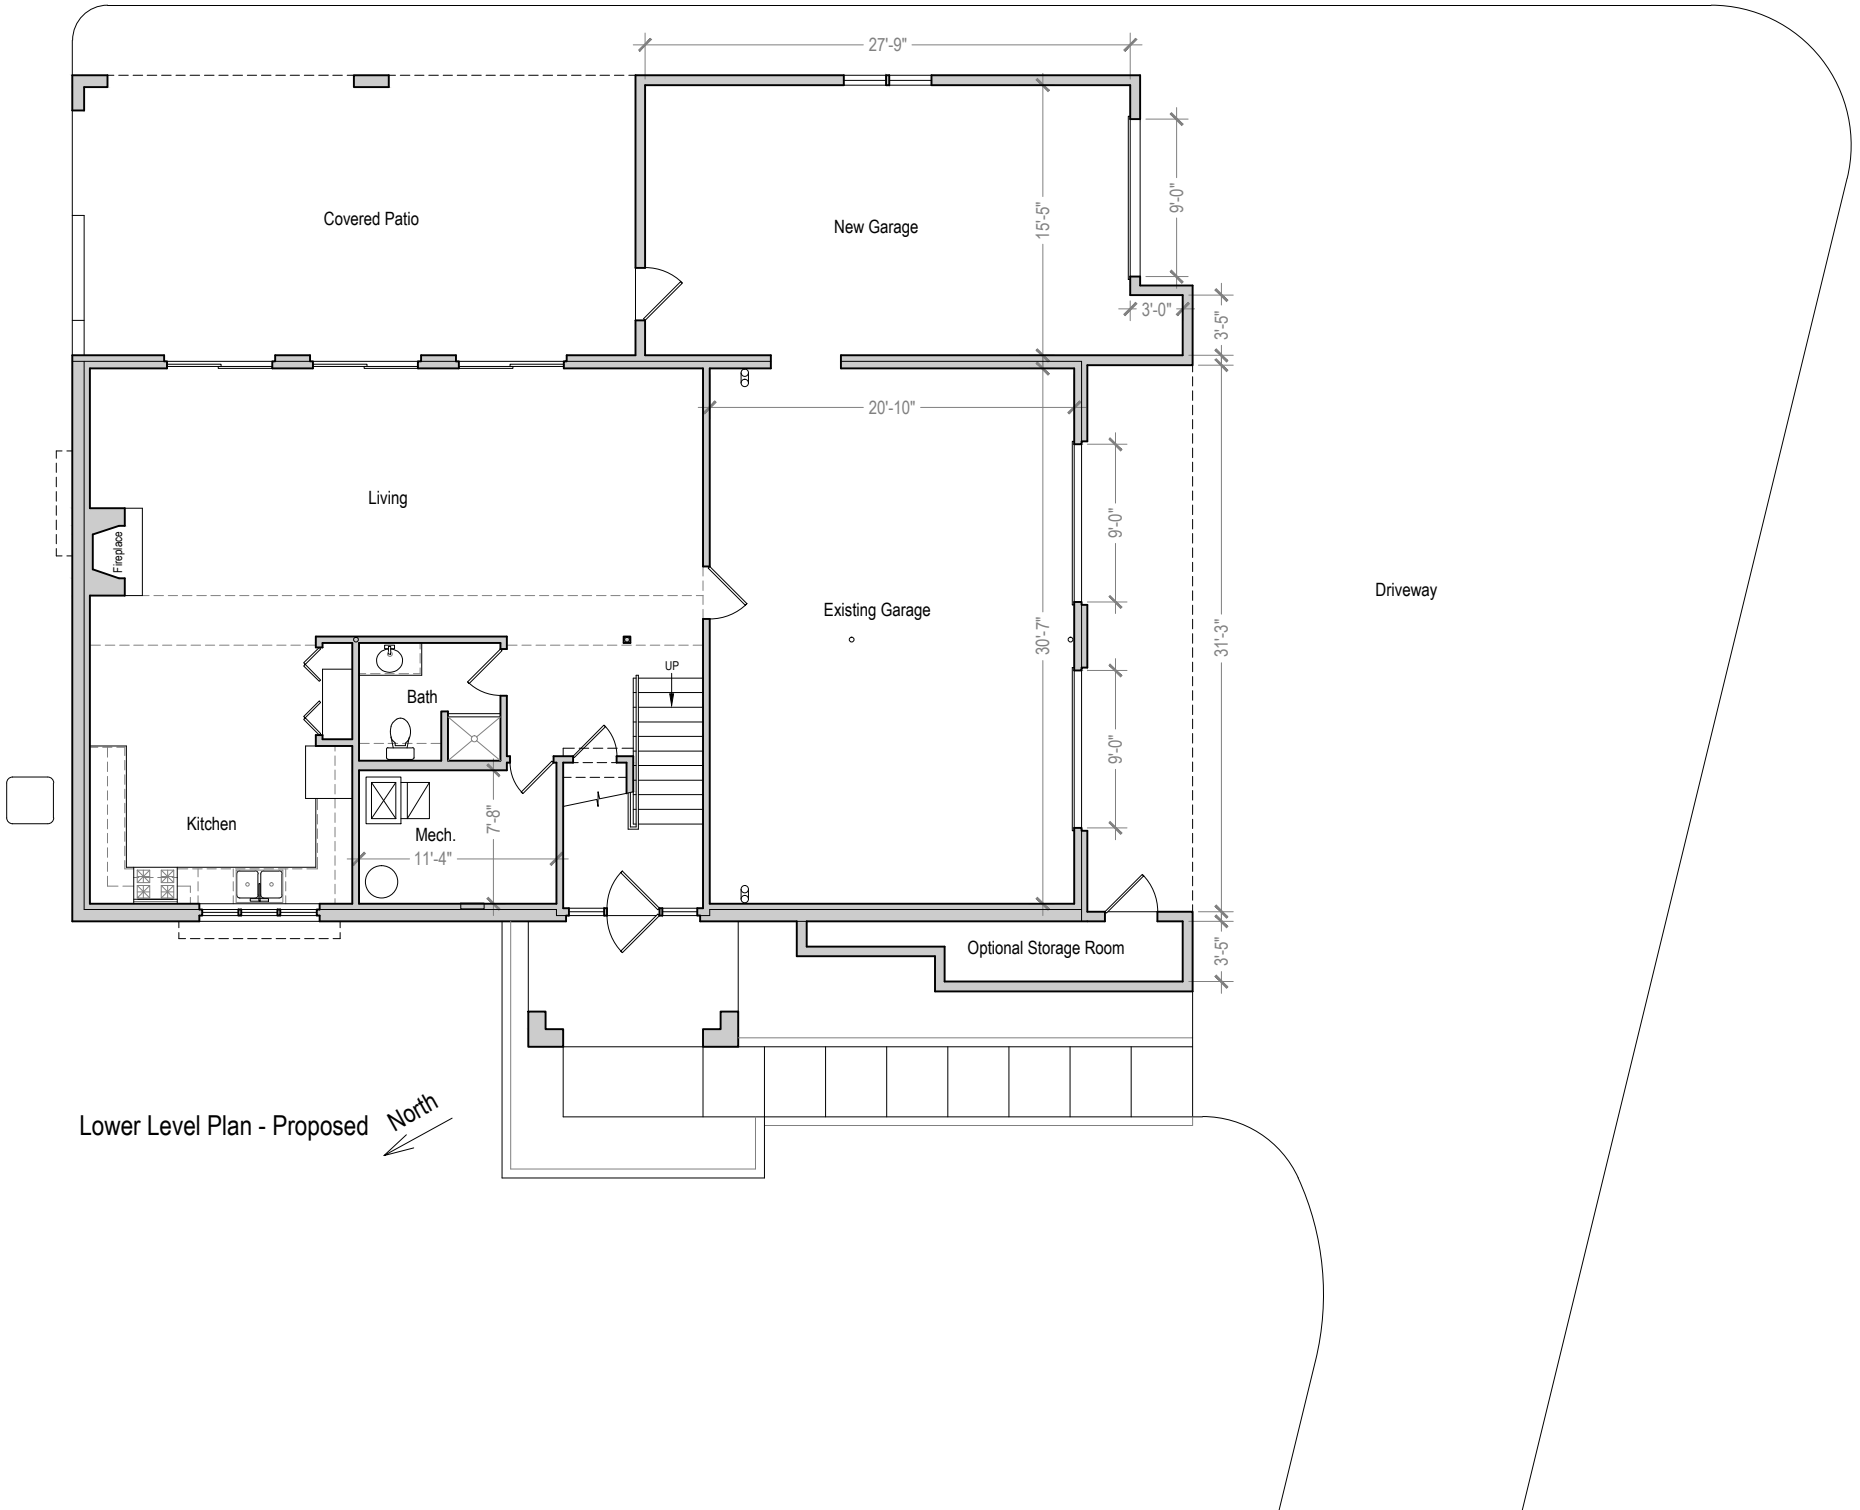 27'-9"
Covered Patio
New Garage
15'-5"
9'-0"
3'-0"
3'-5"
20'-10"
Living
Fireplace
9'-0"
Existing Garage
30'-7"
31'-3"
Driveway
UP
Bath
9'-0"
Kitchen
Mech.
7'-8"
11'-4"
Optional Storage Room
3'-5"
Lower Level Plan - Proposed
North